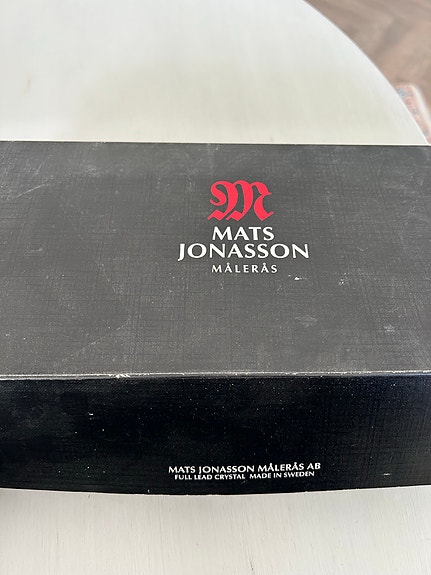 M
MATS
JONASSON
MÅLERÅS
MATS JONASSON MÅLERÅS AB
FULL LEAD CRYSTAL MADE IN SWEDEN